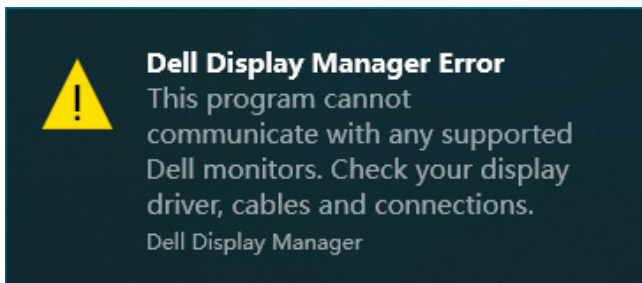 Dell Display Manager Error
This program cannot
communicate with any supported
Dell monitors. Check your display
driver, cables and connections.
Dell Display Manager